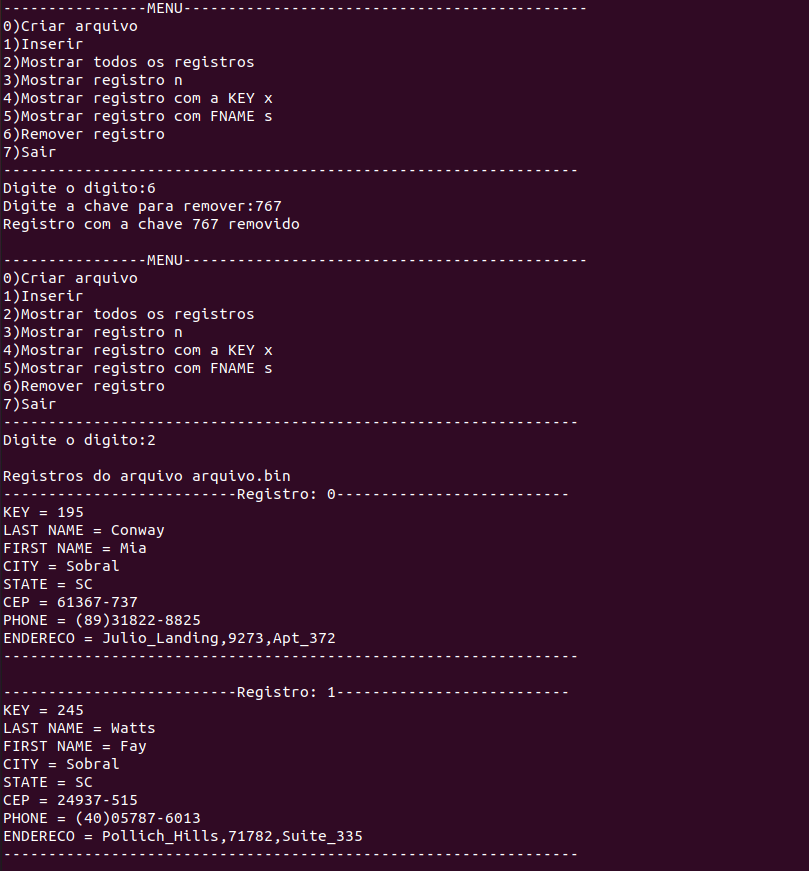 ----------------MENU---------------------------------------------
0)Criar arquivo
1)Inserir
2)Mostrar todos os registros
3)Mostrar registro n
4)Mostrar registro com a KEY x
5)Mostrar registro com FNAME s
6)Remover registro
7)Sair
----------------------------------------------------------------
Digite o digito:6
Digite a chave para remover:767
Registro com a chave 767 removido
----------------MENU---------------------------------------------
0)Criar arquivo
1)Inserir
2)Mostrar todos os registros
3)Mostrar registro n
4)Mostrar registro com a KEY x
5)Mostrar registro com FNAME s
6)Remover registro
7)Sair
----------------------------------------------------------------
Digite o digito:2
Registros do arquivo arquivo.bin
--------------------------Registro: 0--------------------------
KEY = 195
LAST NAME = Conway
FIRST NAME = Mia
CITY = Sobral
STATE = SC
CEP = 61367-737
PHONE = (89)31822-8825
ENDERECO = Julio_Landing,9273,Apt_372
----------------------------------------------------------------
--------------------------Registro: 1--------------------------
KEY = 245
LAST NAME = Watts
FIRST NAME = Fay
CITY = Sobral
STATE = SC
CEP = 24937-515
PHONE = (40)05787-6013
ENDERECO = Pollich_Hills,71782,Suite_335
----------------------------------------------------------------